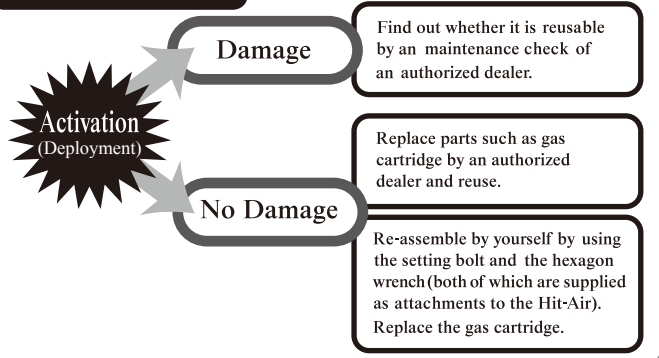 Activation
(Deployment)
Damage
Find out whether it is reusable
by an maintenance check of
an authorized dealer.
No Damage
Replace parts such as gas
cartridge by an authorized
dealer and reuse.
Re-assemble by yourself by using
the setting bolt and the hexagon
wrench(both of which are supplied
as attachments to the Hit-Air).
Replace the gas cartridge.